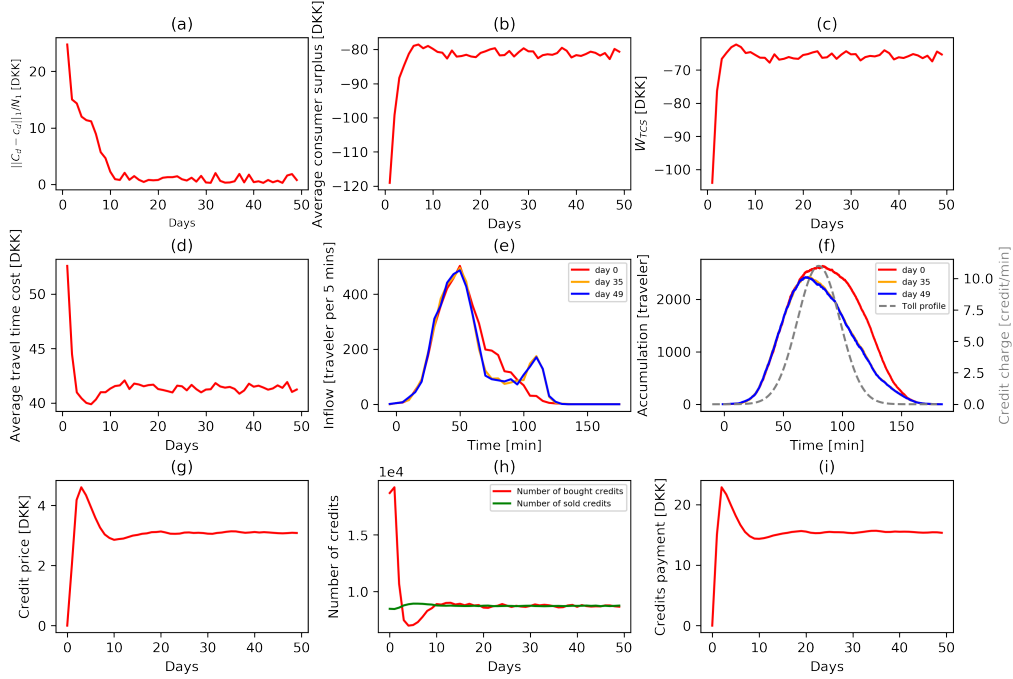 (a)
||C_d − c_d||_1/N_1 [DKK]
20
10
0
0 10 20 30 40 50
Days
(b)
Average consumer surplus [DKK]
−80
−90
−100
−110
−120
0 10 20 30 40 50
Days
(c)
W_TCS [DKK]
−70
−80
−90
−100
0 10 20 30 40 50
Days
(d)
Average travel time cost [DKK]
50
45
40
0 10 20 30 40 50
Days
(e)
Inflow [traveler per 5 mins]
400
200
0
day 0
day 35
day 49
0 50 100 150
Time [min]
(f)
Accumulation [traveler]
2000
1000
0
day 0
day 35
day 49
Toll profile
10.0
7.5
5.0
2.5
0.0
Credit charge [credit/min]
0 50 100 150
Time [min]
(g)
Credit price [DKK]
4
2
0
0 10 20 30 40 50
Days
(h)
1e4
Number of credits
1.5
1.0
Number of bought credits
Number of sold credits
0 10 20 30 40 50
Days
(i)
Credits payment [DKK]
20
10
0
0 10 20 30 40 50
Days